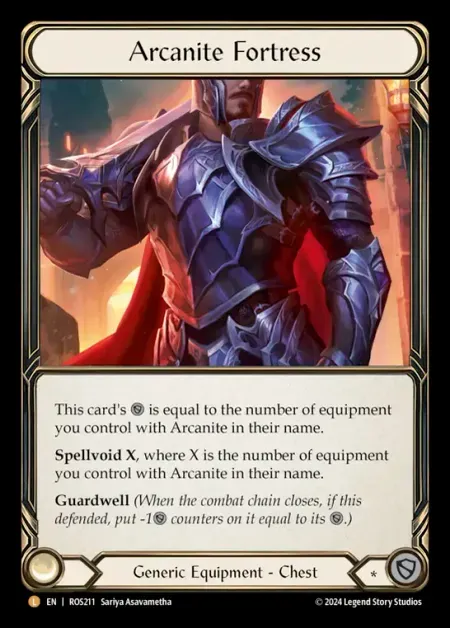 Arcanite Fortress
This card's is equal to the number of equipment
you control with Arcanite in their name.
Spellvoid X, where X is the number of equipment
you control with Arcanite in their name.
Guardwell (When the combat chain closes, if this
defended, put -1 counters on it equal to its .)
Generic Equipment - Chest
*
L EN | ROS211 Sariya Asavametha
© 2024 Legend Story Studios